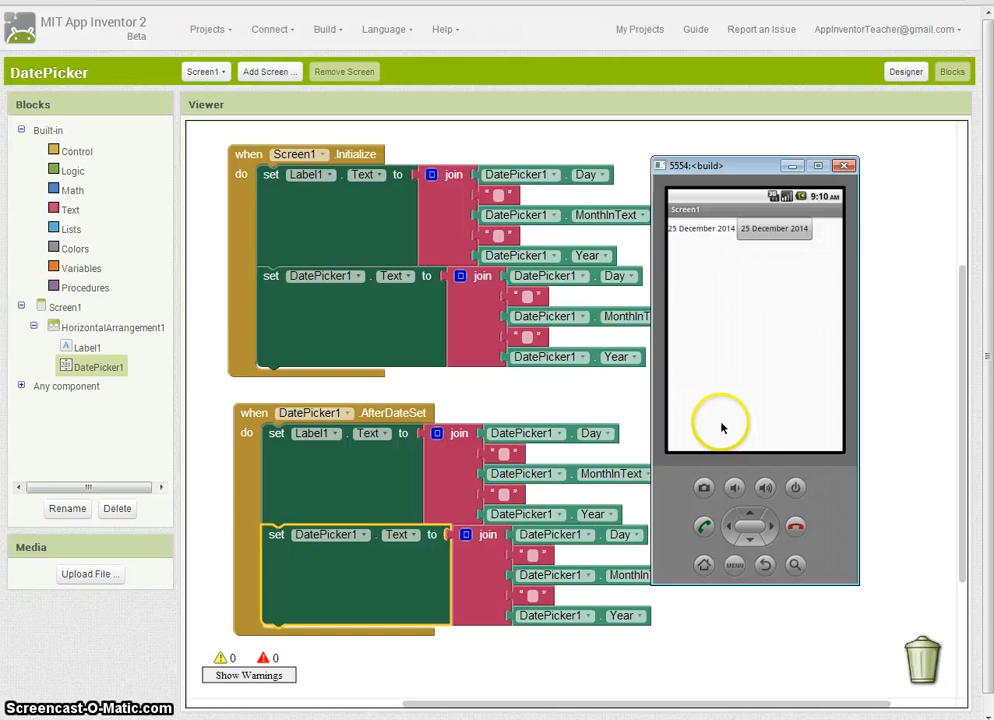 MIT App Inventor 2
Beta
Projects
Connect
Build
Language
Help
My Projects
Guide
Report an Issue
AppInventorTeacher@gmail.com
DatePicker
Screen1
Add Screen ...
Remove Screen
Designer
Blocks
Blocks
Viewer
Built-in
Control
Logic
Math
Text
Lists
Colors
Variables
Procedures
Screen1
HorizontalArrangement1
Label1
DatePicker1
Any component
Rename
Delete
Media
Upload File ...
when Screen1 .Initialize
do set Label1 . Text to join DatePicker1 . Day
" "
DatePicker1 . MonthInText
" "
DatePicker1 . Year
set DatePicker1 . Text to join DatePicker1 . Day
" "
DatePicker1 . MonthInT
" "
DatePicker1 . Year
when DatePicker1 .AfterDateSet
do set Label1 . Text to join DatePicker1 . Day
" "
DatePicker1 . MonthInText
" "
DatePicker1 . Year
set DatePicker1 . Text to join DatePicker1 . Day
" "
DatePicker1 . MonthIn
" "
DatePicker1 . Year
0 0
Show Warnings
5554:<build>
9:10 AM
Screen1
25 December 2014 25 December 2014
MENU
Screencast-O-Matic.com